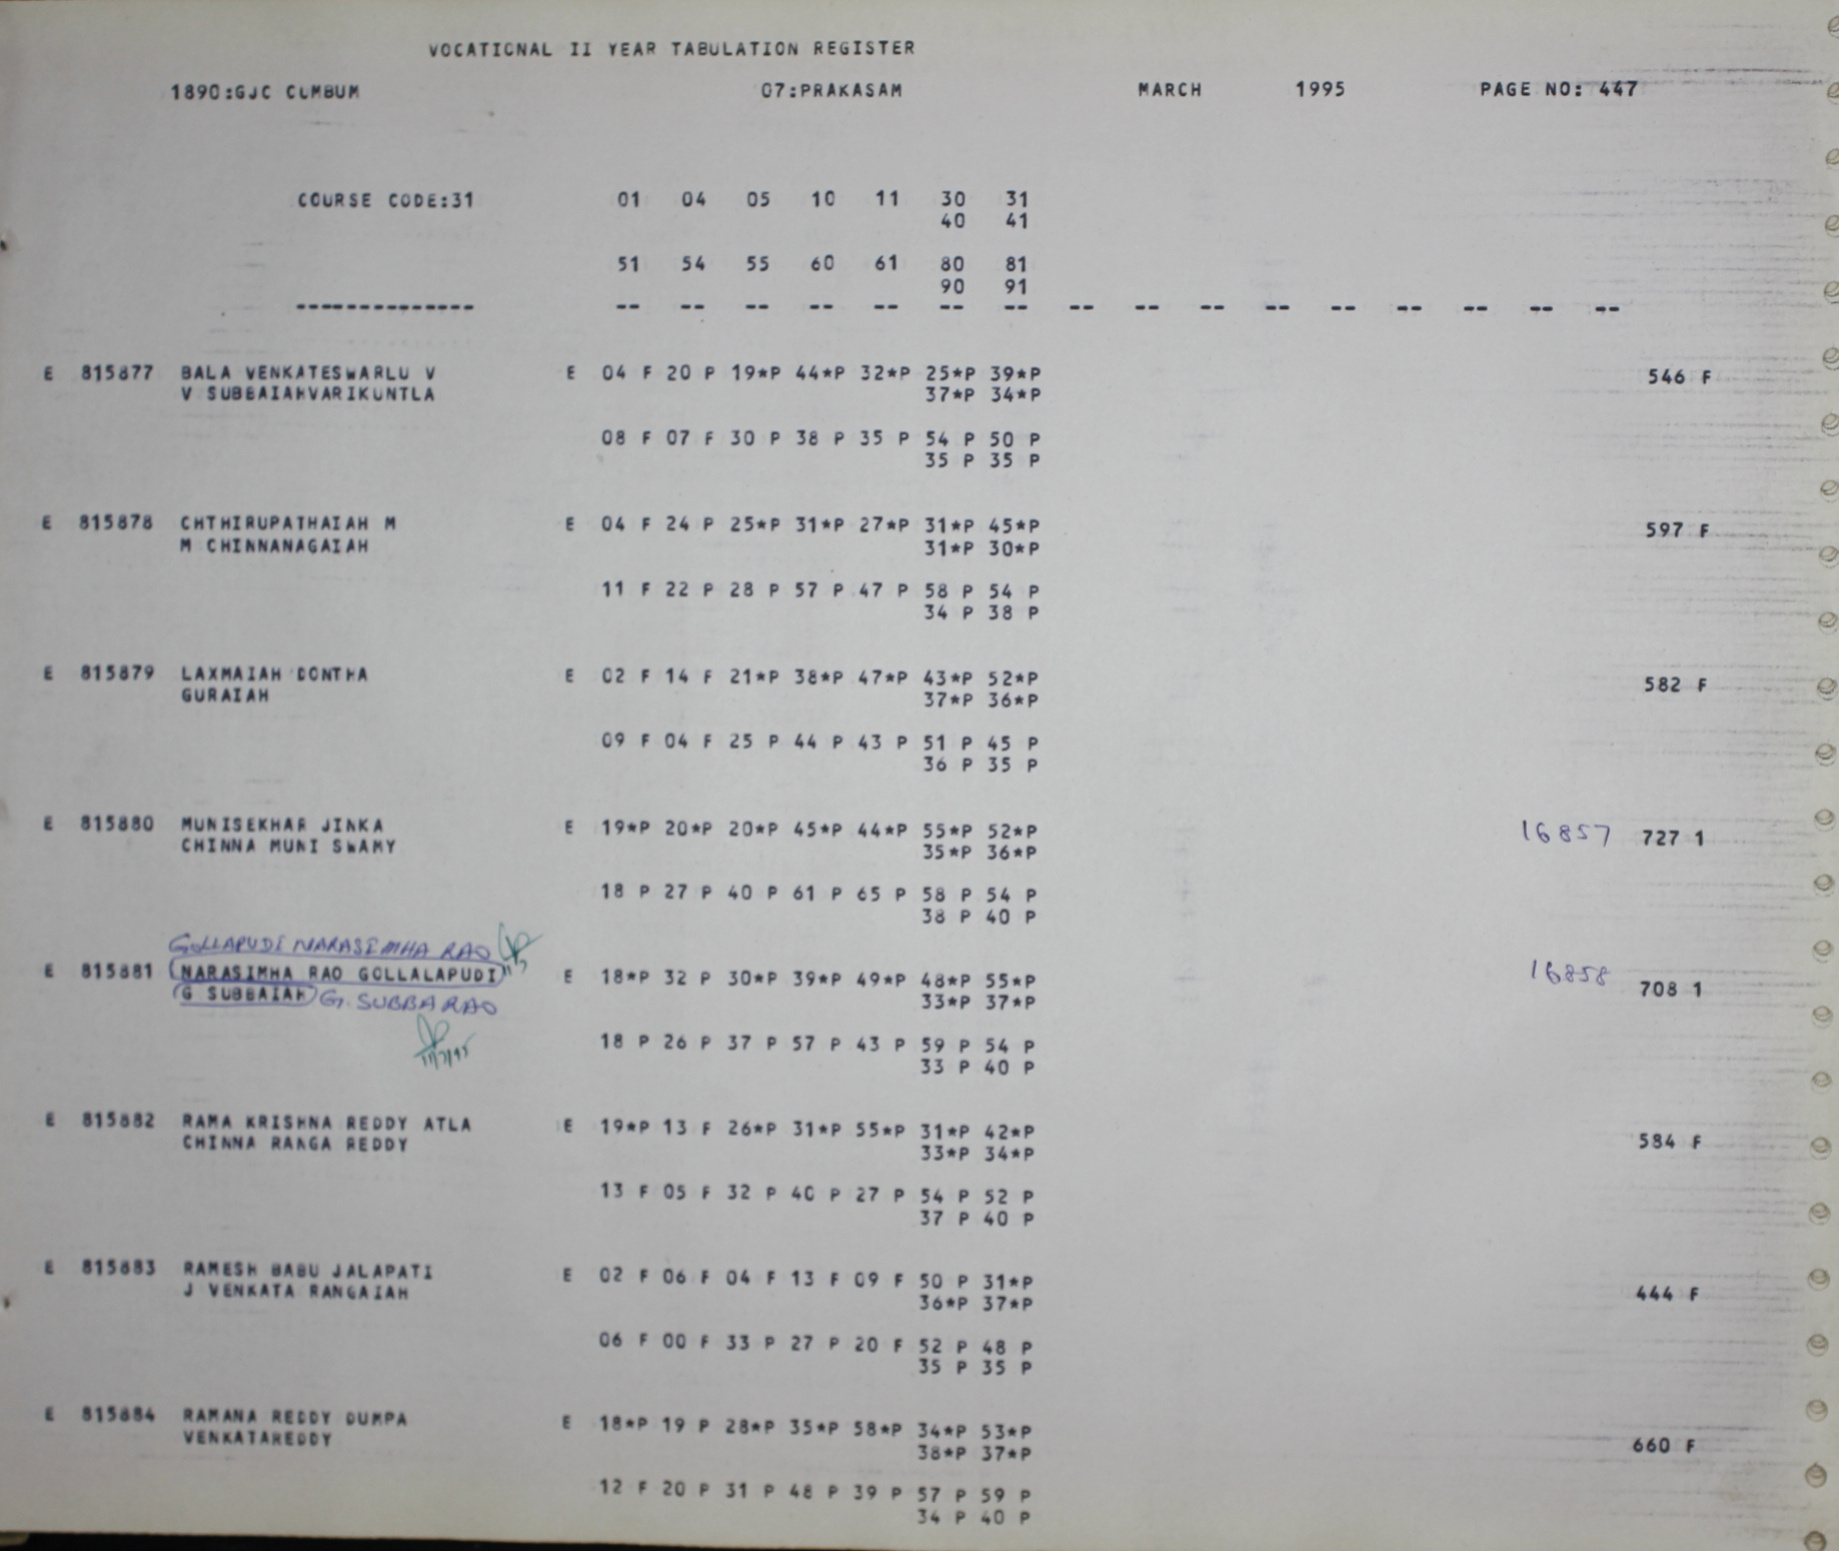 VOCATIONAL II YEAR TABULATION REGISTER
1890:GJC CUMBUM 07:PRAKASAM MARCH 1995 PAGE NO: 447
COURSE CODE:31 01 04 05 10 11 30 31
40 41
51 54 55 60 61 80 81
90 91
-------------- -- -- -- -- -- -- -- -- -- -- -- -- -- -- -- --
E 815877 BALA VENKATESWARLU V E 04 F 20 P 19*P 44*P 32*P 25*P 39*P 546 F
V SUBBAIAHVARIKUNTLA 37*P 34*P
08 F 07 F 30 P 38 P 35 P 54 P 50 P
35 P 35 P
E 815878 CHTHIRUPATHAIAH M E 04 F 24 P 25*P 31*P 27*P 31*P 45*P 597 F
M CHINNANAGAIAH 31*P 30*P
11 F 22 P 28 P 57 P 47 P 58 P 54 P
34 P 38 P
E 815879 LAXMAIAH DONTHA E 02 F 14 F 21*P 38*P 47*P 43*P 52*P 582 F
GURAIAH 37*P 36*P
09 F 04 F 25 P 44 P 43 P 51 P 45 P
36 P 35 P
E 815880 MUNISEKHAR JINKA E 19*P 20*P 20*P 45*P 44*P 55*P 52*P 16857 727 1
CHINNA MUNI SWAMY 35*P 36*P
18 P 27 P 40 P 61 P 65 P 58 P 54 P
38 P 40 P
GOLLAPUDI NARASIMHA RAO
E 815881 NARASIMHA RAO GOLLALAPUDI E 18*P 32 P 30*P 39*P 49*P 48*P 55*P 16858 708 1
G SUBBAIAH G. SUBBARAO 33*P 37*P
18 P 26 P 37 P 57 P 43 P 59 P 54 P
33 P 40 P
E 815882 RAMA KRISHNA REDDY ATLA E 19*P 13 F 26*P 31*P 55*P 31*P 42*P 584 F
CHINNA RANGA REDDY 33*P 34*P
13 F 05 F 32 P 40 P 27 P 54 P 52 P
37 P 40 P
E 815883 RAMESH BABU JALAPATI E 02 F 06 F 04 F 13 F 09 F 50 P 31*P 444 F
J VENKATA RANGAIAH 36*P 37*P
06 F 00 F 33 P 27 P 20 F 52 P 48 P
35 P 35 P
E 815884 RAMANA REDDY DUMPA E 18*P 19 P 28*P 35*P 58*P 34*P 53*P 660 F
VENKATAREDDY 38*P 37*P
12 F 20 P 31 P 48 P 39 P 57 P 59 P
34 P 40 P